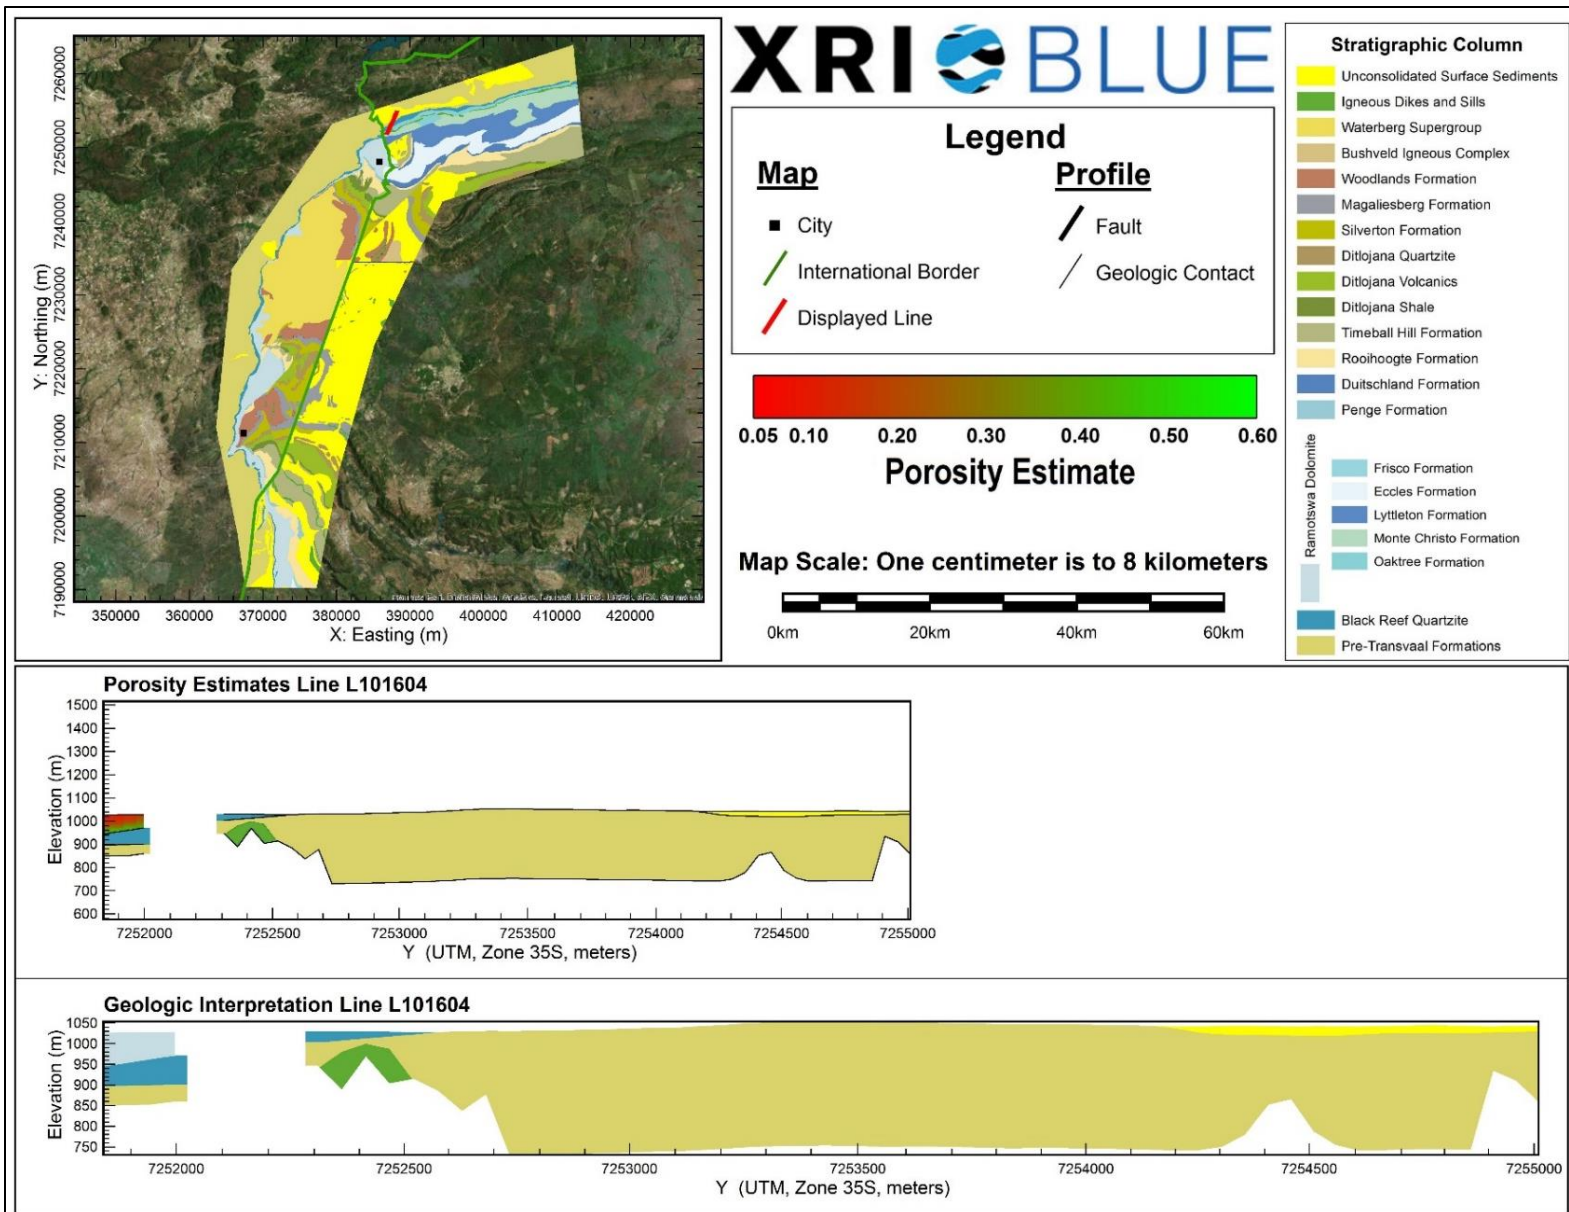 XRI BLUE
Y: Northing (m)
7260000
7250000
7240000
7230000
7220000
7210000
7200000
7190000
350000 360000 370000 380000 390000 400000 410000 420000
X: Easting (m)
Legend
Map
City
International Border
Displayed Line
Profile
Fault
Geologic Contact
0.05 0.10 0.20 0.30 0.40 0.50 0.60
Porosity Estimate
Map Scale: One centimeter is to 8 kilometers
0km 20km 40km 60km
Stratigraphic Column
Unconsolidated Surface Sediments
Igneous Dikes and Sills
Waterberg Supergroup
Bushveld Igneous Complex
Woodlands Formation
Magaliesberg Formation
Silverton Formation
Ditlojana Quartzite
Ditlojana Volcanics
Ditlojana Shale
Timeball Hill Formation
Rooihoogte Formation
Duitschland Formation
Penge Formation
Ramotswa Dolomite
Frisco Formation
Eccles Formation
Lyttleton Formation
Monte Christo Formation
Oaktree Formation
Black Reef Quartzite
Pre-Transvaal Formations
Porosity Estimates Line L101604
Elevation (m)
1500
1400
1300
1200
1100
1000
900
800
700
600
7252000 7252500 7253000 7253500 7254000 7254500 7255000
Y (UTM, Zone 35S, meters)
Geologic Interpretation Line L101604
Elevation (m)
1050
1000
950
900
850
800
750
7252000 7252500 7253000 7253500 7254000 7254500 7255000
Y (UTM, Zone 35S, meters)